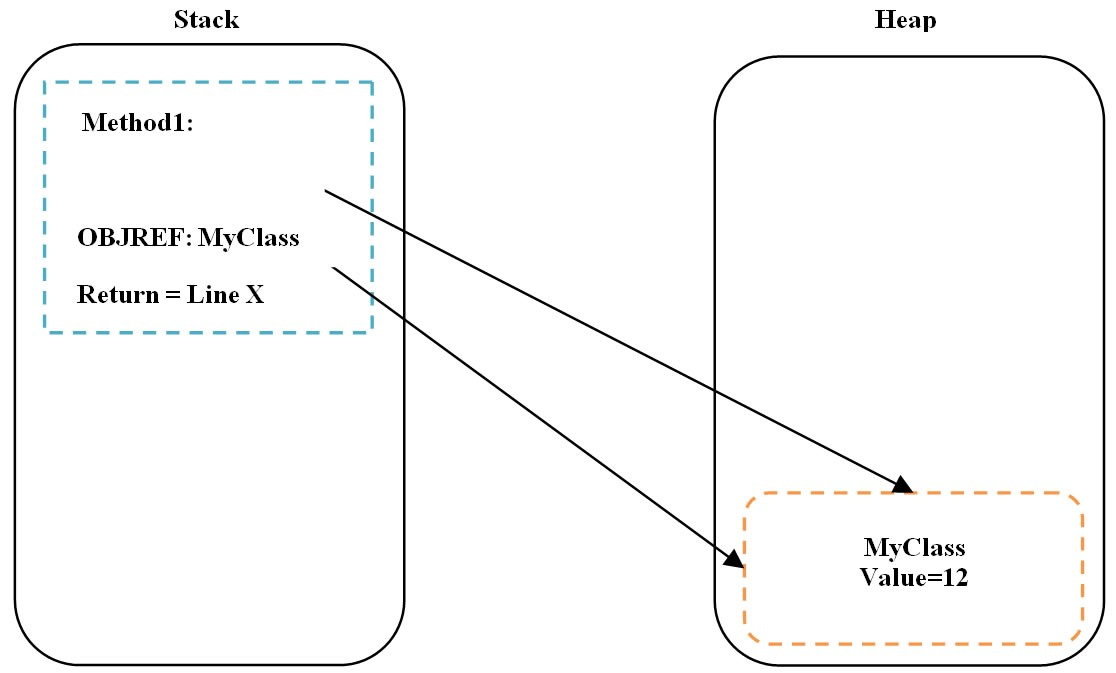 Stack
Heap
Method1:
OBJREF: MyClass
Return = Line X
MyClass
Value=12